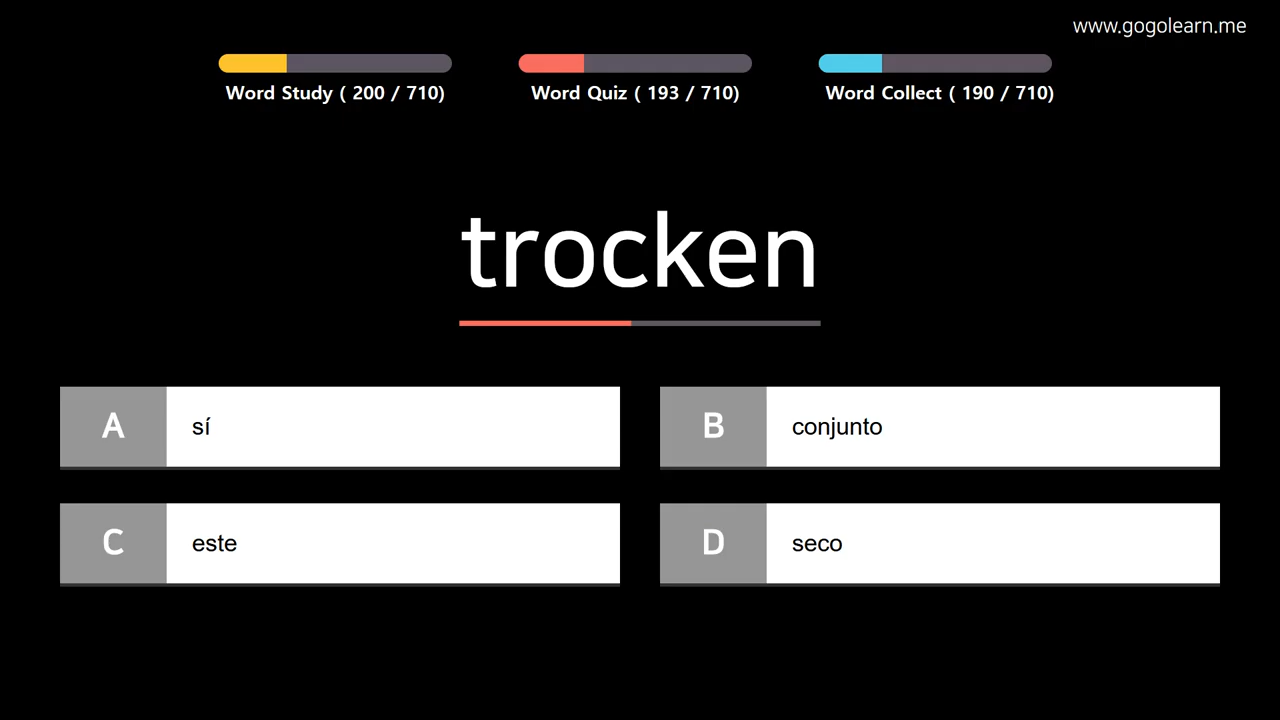 www.gogolearn.me
Word Study ( 200 / 710)
Word Quiz ( 193 / 710)
Word Collect ( 190 / 710)
trocken
A sí
B conjunto
C este
D seco